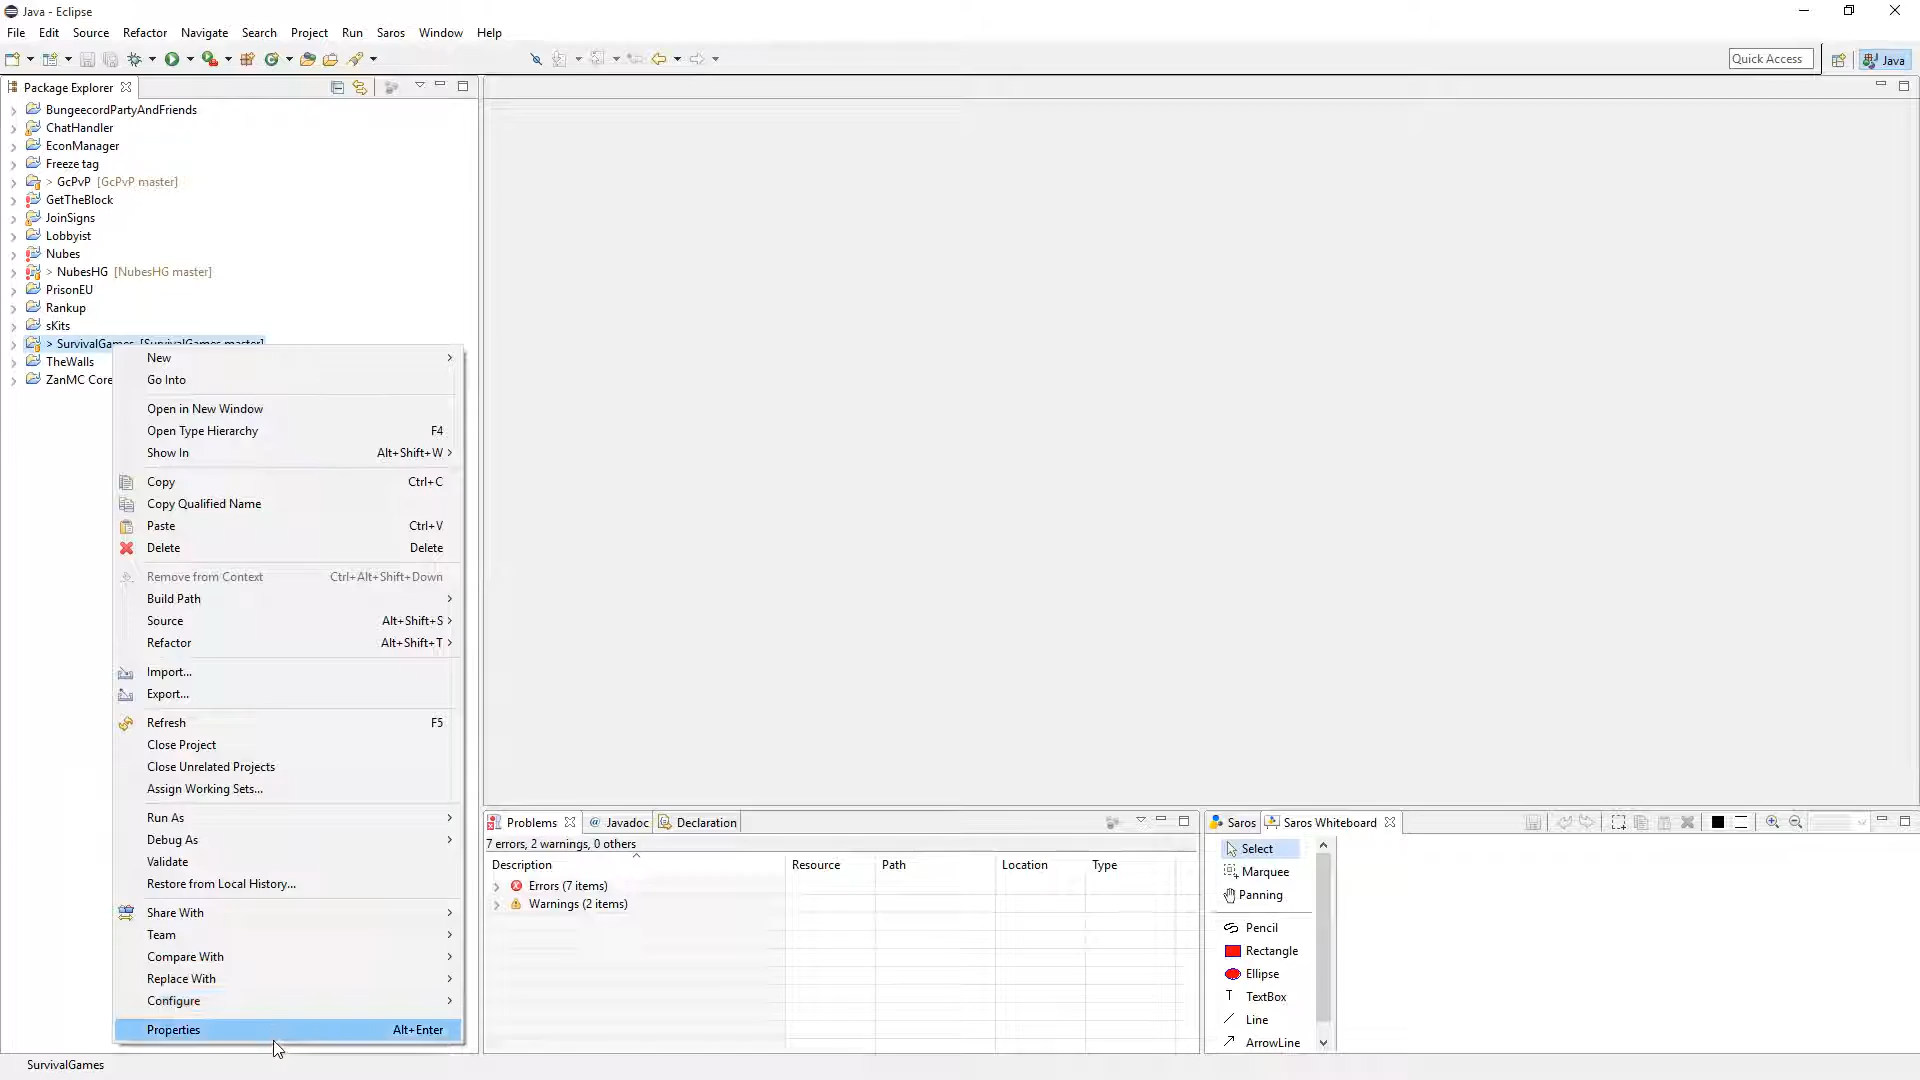 Java - Eclipse
File Edit Source Refactor Navigate Search Project Run Saros Window Help
Quick Access
Java
Package Explorer
BungeecordPartyAndFriends
ChatHandler
EconManager
Freeze tag
> GcPvP [GcPvP master]
GetTheBlock
JoinSigns
Lobbyist
Nubes
> NubesHG [NubesHG master]
PrisonEU
Rankup
sKits
> SurvivalGames [SurvivalGames master]
TheWalls
ZanMC Core
New
Go Into
Open in New Window
Open Type Hierarchy F4
Show In Alt+Shift+W
Copy Ctrl+C
Copy Qualified Name
Paste Ctrl+V
Delete Delete
Remove from Context Ctrl+Alt+Shift+Down
Build Path
Source Alt+Shift+S
Refactor Alt+Shift+T
Import...
Export...
Refresh F5
Close Project
Close Unrelated Projects
Assign Working Sets...
Run As
Debug As
Validate
Restore from Local History...
Share With
Team
Compare With
Replace With
Configure
Properties Alt+Enter
Problems
@ Javadoc
Declaration
7 errors, 2 warnings, 0 others
Description Resource Path Location Type
Errors (7 items)
Warnings (2 items)
Saros
Saros Whiteboard
Select
Marquee
Panning
Pencil
Rectangle
Ellipse
T TextBox
Line
ArrowLine
SurvivalGames